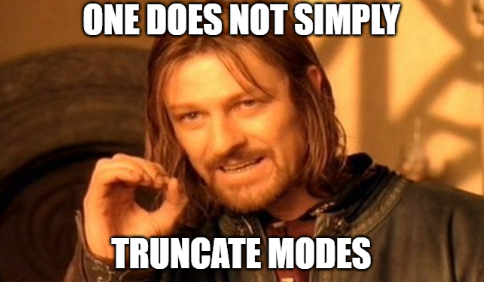 ONE DOES NOT SIMPLY
TRUNCATE MODES